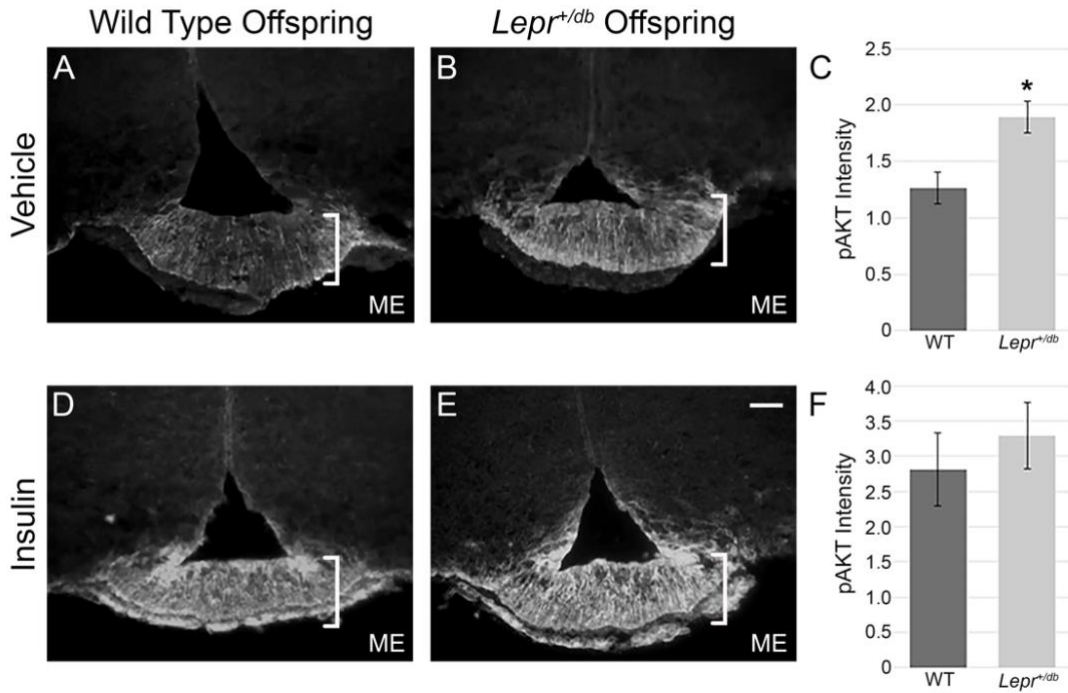 Wild Type Offspring
Lepr+/db Offspring
Vehicle
A
ME
B
ME
C
pAKT Intensity
2.5
2.0
1.5
1.0
0.5
0
WT
Lepr+/db
*
Insulin
D
ME
E
ME
F
pAKT Intensity
4.0
3.5
3.0
2.5
2.0
1.5
1.0
0.5
0
WT
Lepr+/db